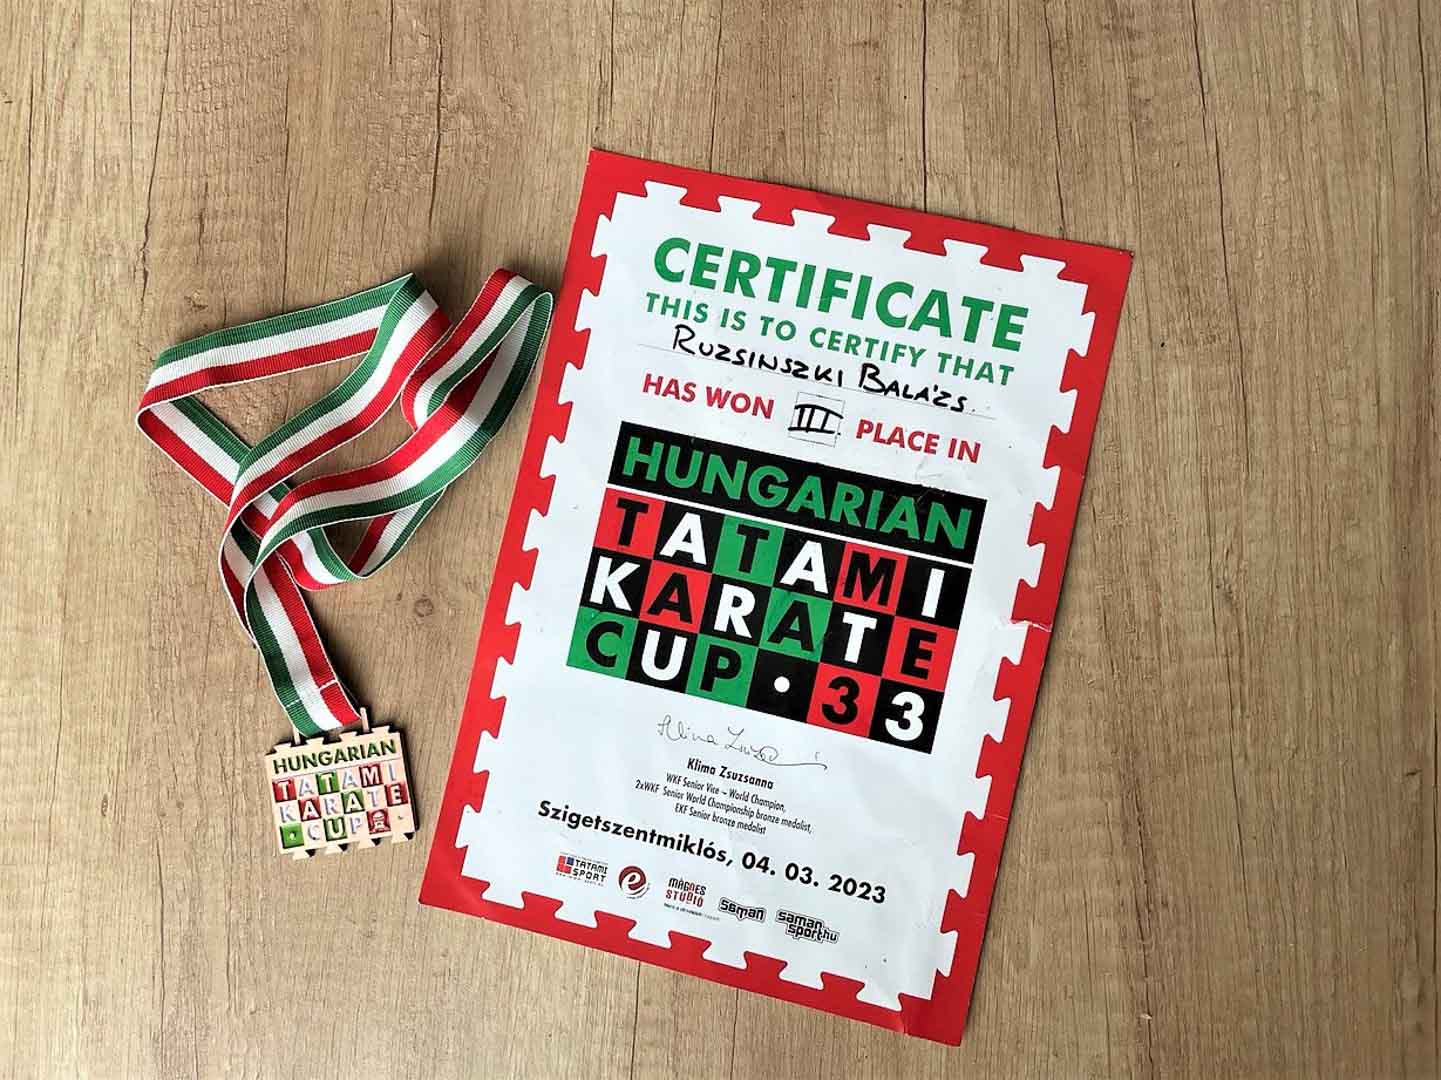 CERTIFICATE
THIS IS TO CERTIFY THAT
RUZSINSZKI BALÁZS
HAS WON III. PLACE IN
HUNGARIAN
TATAMI
KARATE
CUP • 33
Klima Zsuzsanna
WKF Senior Vice - World Champion,
2xWKF Senior World Championship bronze medalist,
EKF Senior bronze medalist
Szigetszentmiklós, 04. 03. 2023
TATAMI
SPORT
MÁGNES
STUDIÓ
saman
saman
sport.hu
HUNGARIAN
TATAMI
KARATE
CUP